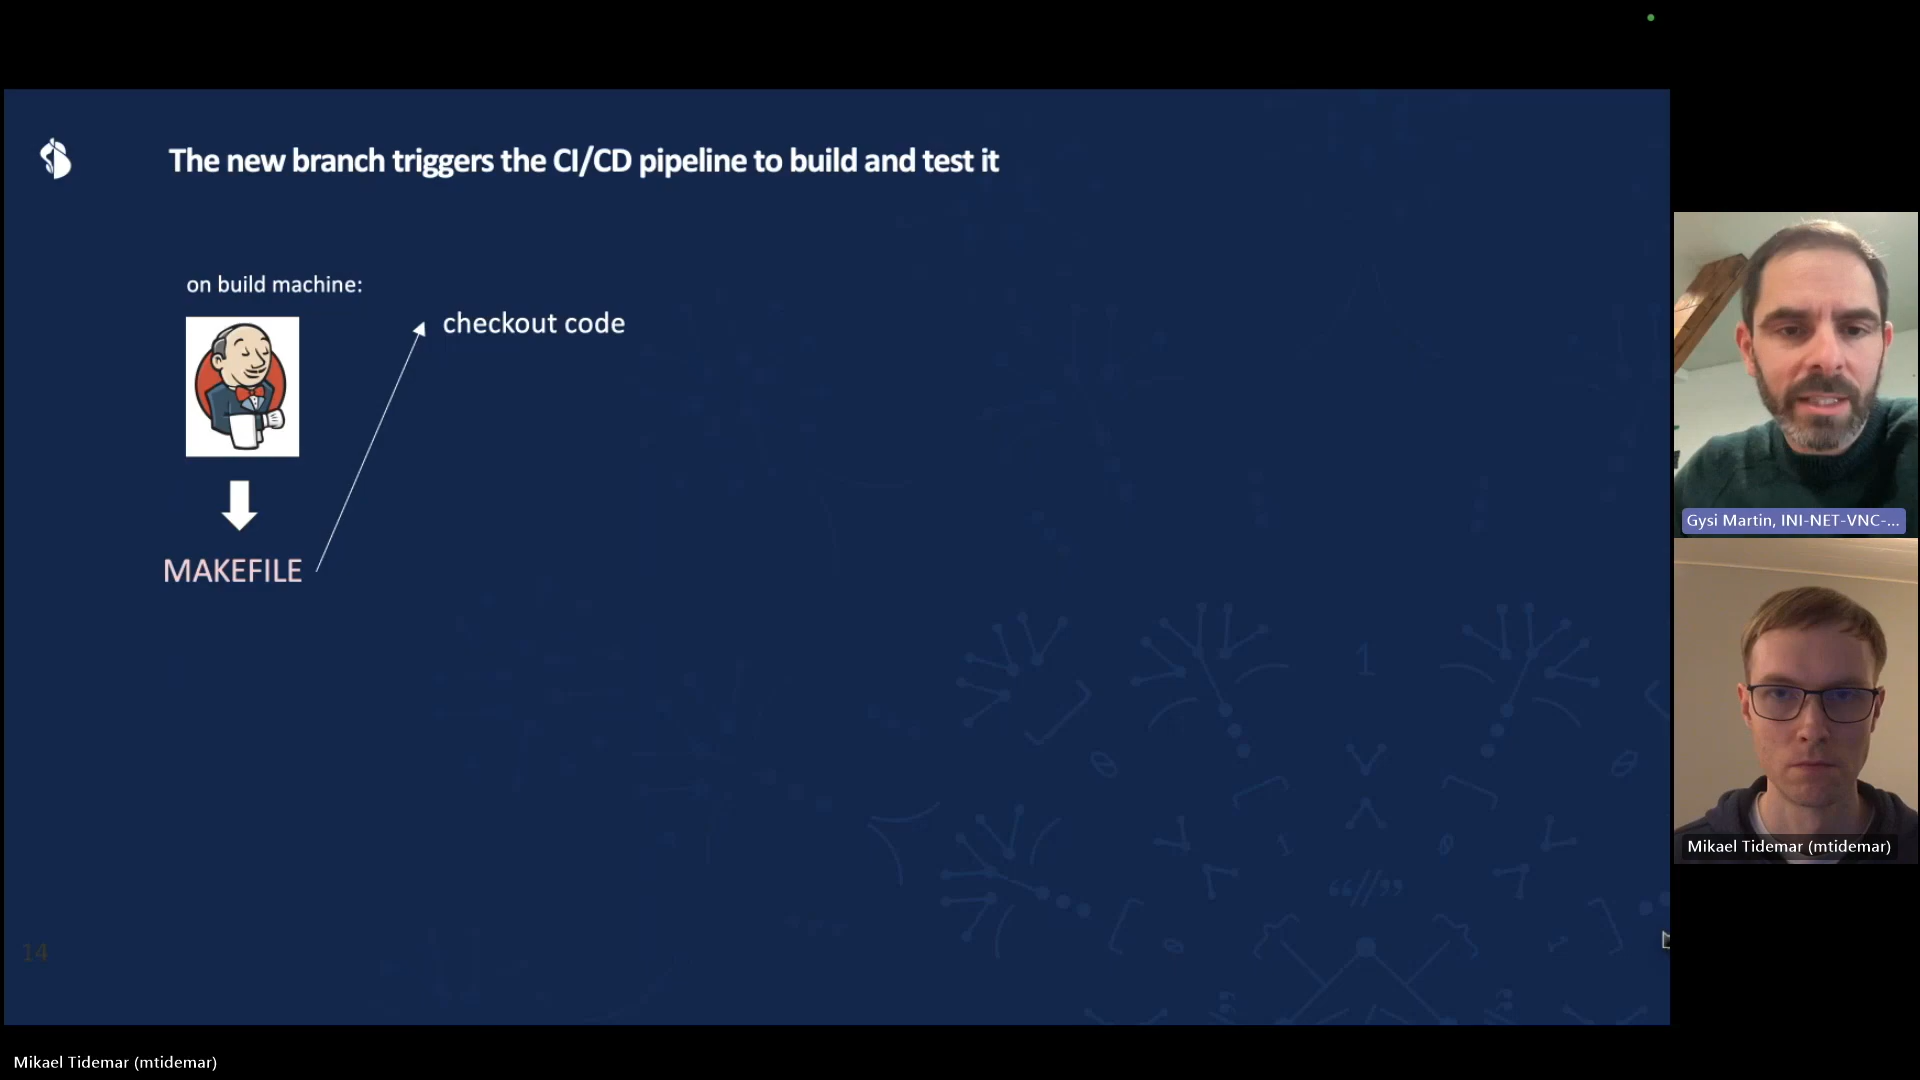 The new branch triggers the CI/CD pipeline to build and test it
on build machine:
checkout code
MAKEFILE
14
Gysi Martin, INI-NET-VNC-...
Mikael Tidemar (mtidemar)
Mikael Tidemar (mtidemar)